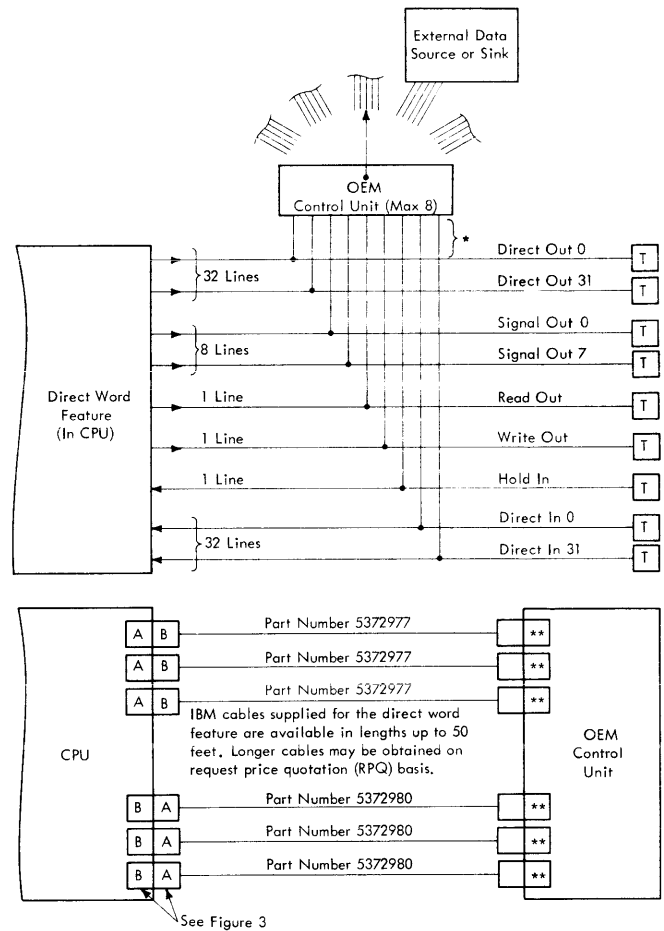 External Data
Source or Sink
OEM
Control Unit (Max 8)
*
Direct Out 0
T
32 Lines
Direct Out 31
T
Signal Out 0
T
8 Lines
Signal Out 7
T
Direct Word
Feature
(In CPU)
1 Line
Read Out
T
1 Line
Write Out
T
1 Line
Hold In
T
Direct In 0
T
32 Lines
Direct In 31
T
A B
Part Number 5372977
**
A B
Part Number 5372977
**
A B
Part Number 5372977
**
IBM cables supplied for the direct word
feature are available in lengths up to 50
feet. Longer cables may be obtained on
request price quotation (RPQ) basis.
CPU
OEM
Control
Unit
B A
Part Number 5372980
**
B A
Part Number 5372980
**
B A
Part Number 5372980
**
See Figure 3